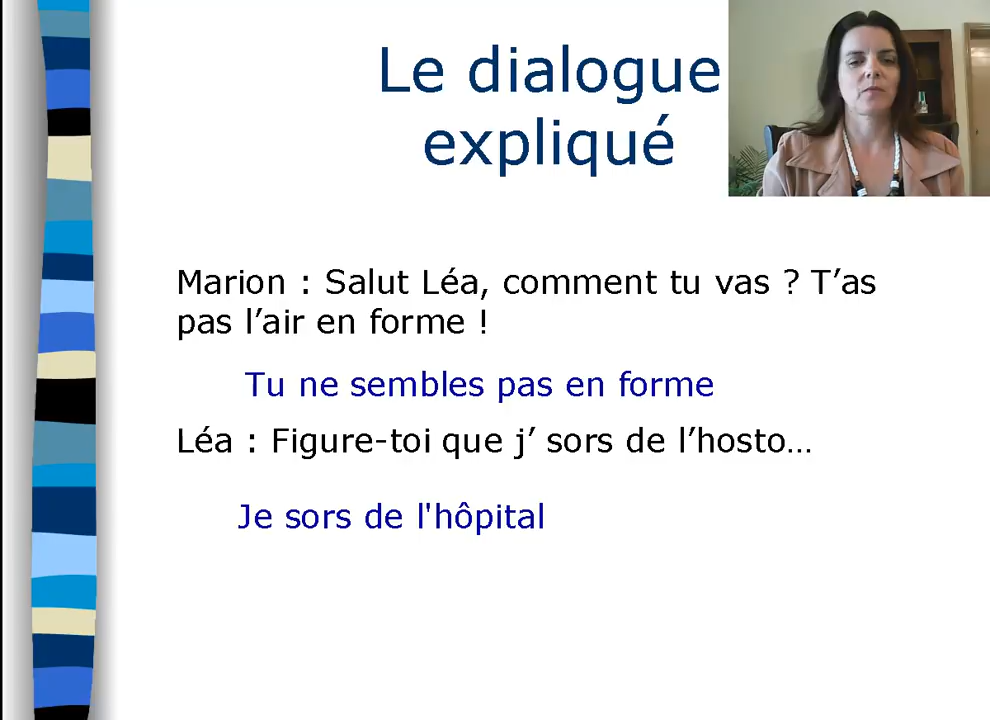 Le dialogue
expliqué
Marion : Salut Léa, comment tu vas ? T’as
pas l’air en forme !
Tu ne sembles pas en forme
Léa : Figure-toi que j’ sors de l’hosto…
Je sors de l'hôpital